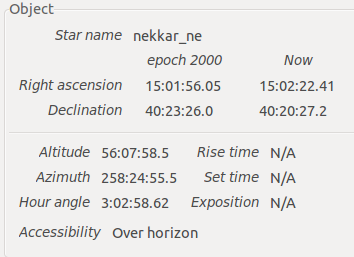 Object
Star name nekkar_ne
epoch 2000 Now
Right ascension 15:01:56.05 15:02:22.41
Declination 40:23:26.0 40:20:27.2
Altitude 56:07:58.5 Rise time N/A
Azimuth 258:24:55.5 Set time N/A
Hour angle 3:02:58.62 Exposition N/A
Accessibility Over horizon